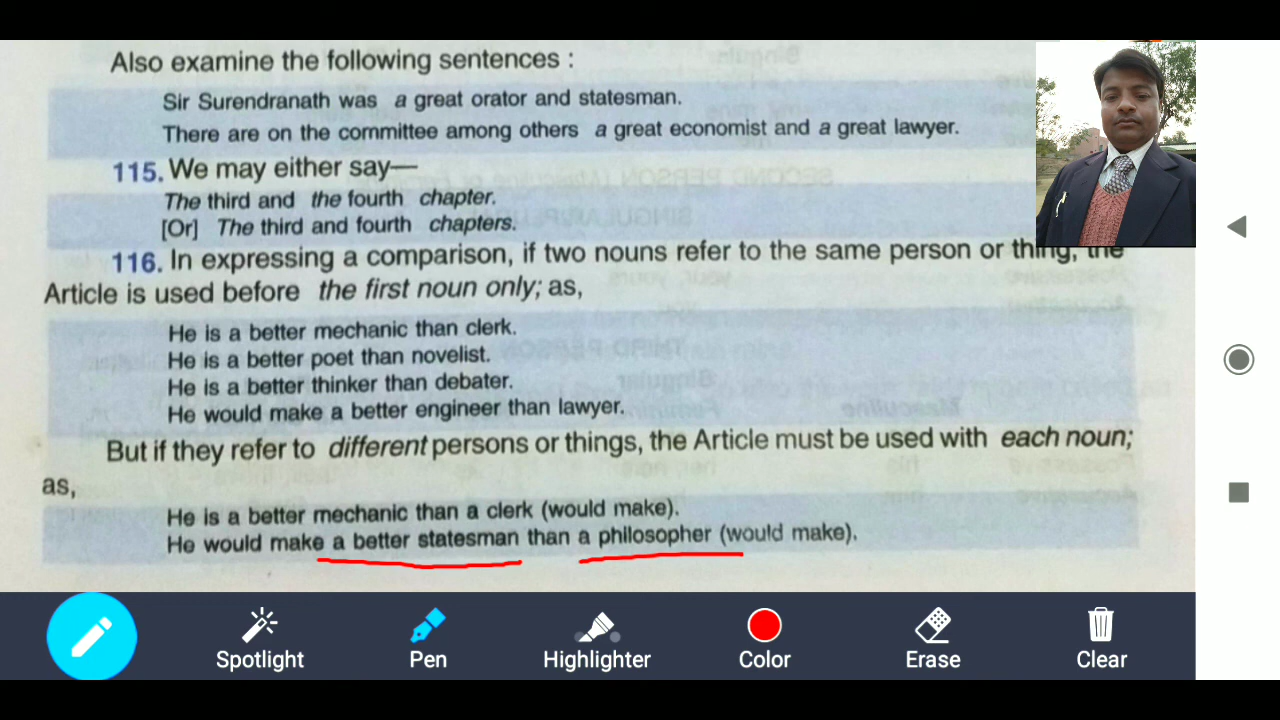 Also examine the following sentences :
Sir Surendranath was a great orator and statesman.
There are on the committee among others a great economist and a great lawyer.
115. We may either say—
The third and the fourth chapter.
[Or] The third and fourth chapters.
116. In expressing a comparison, if two nouns refer to the same person or thing, the
Article is used before the first noun only; as,
He is a better mechanic than clerk.
He is a better poet than novelist.
He is a better thinker than debater.
He would make a better engineer than lawyer.
But if they refer to different persons or things, the Article must be used with each noun;
as,
He is a better mechanic than a clerk (would make).
He would make a better statesman than a philosopher (would make).
Spotlight Pen Highlighter Color Erase Clear